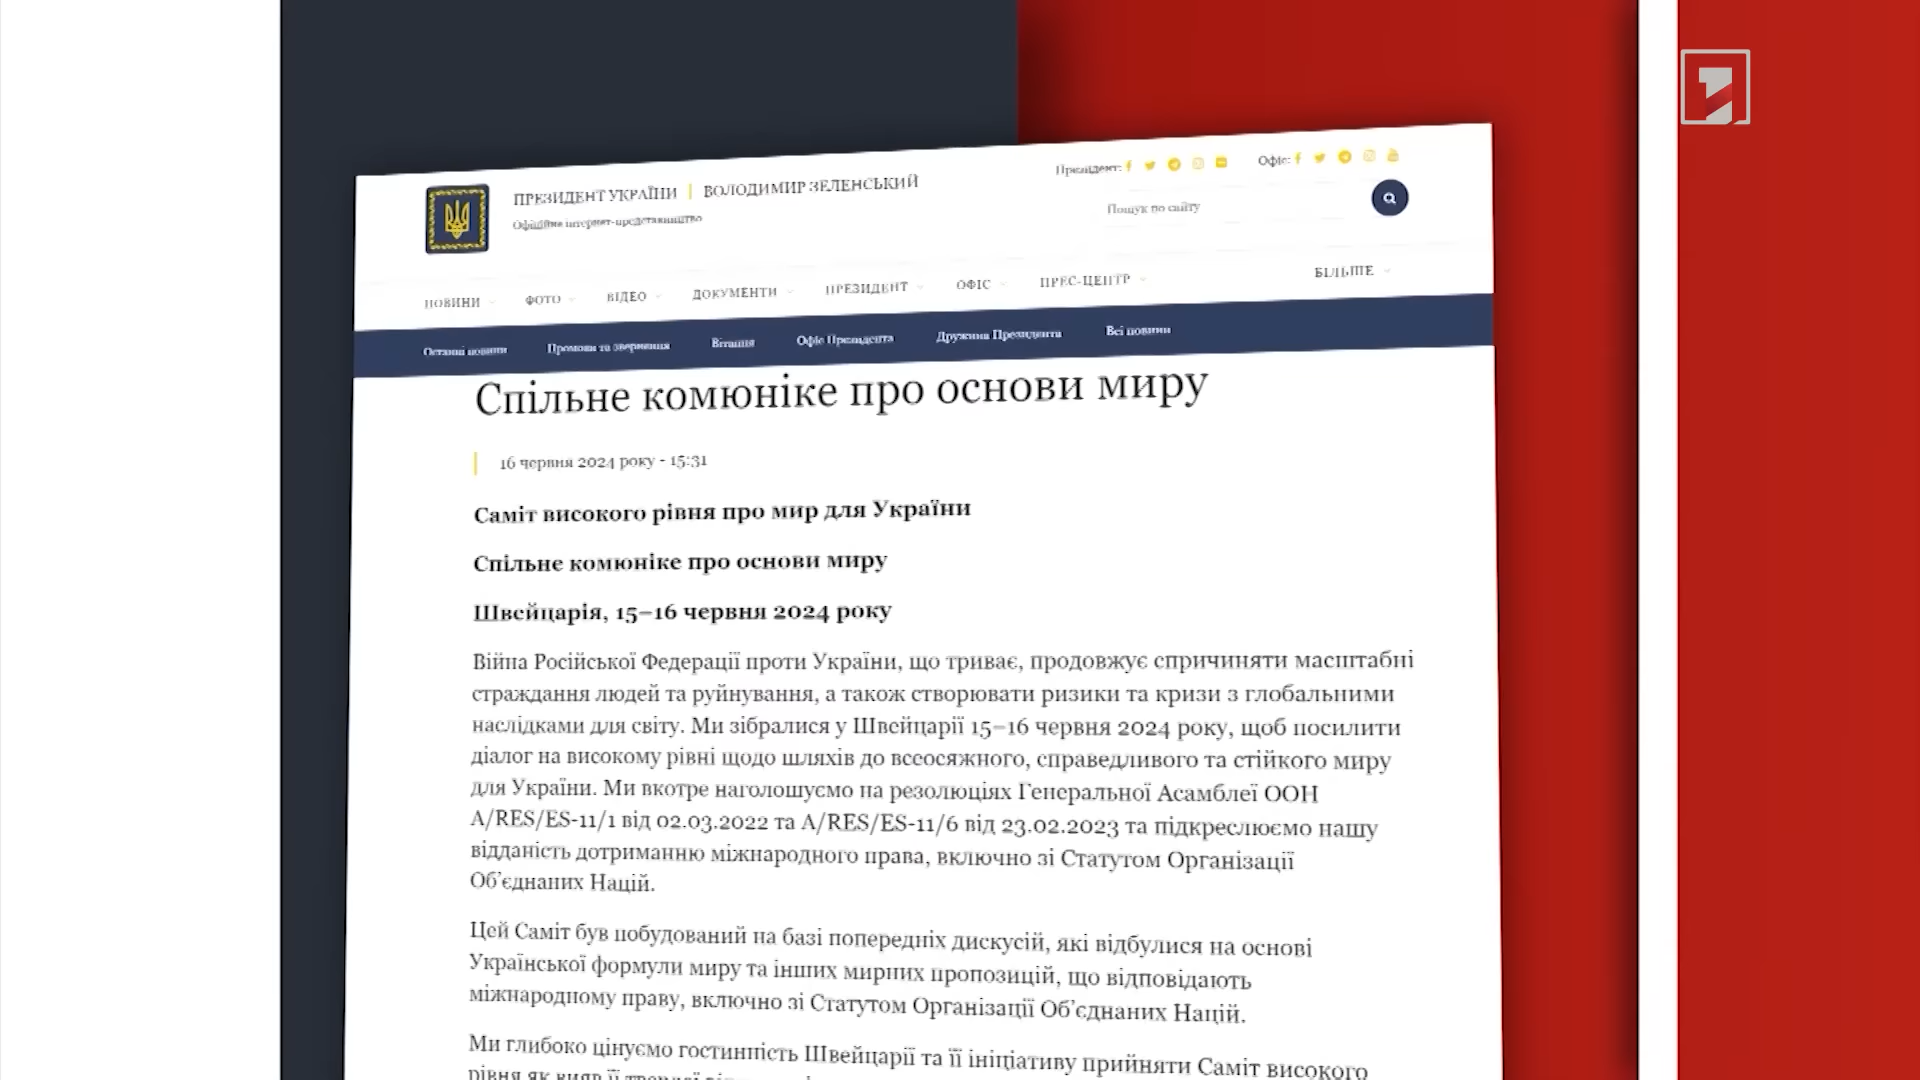 Президент:
Офіс:
ПРЕЗИДЕНТ УКРАЇНИ | ВОЛОДИМИР ЗЕЛЕНСЬКИЙ
Офіційне інтернет-представництво
Пошук по сайту
НОВИНИ ФОТО ВІДЕО ДОКУМЕНТИ ПРЕЗИДЕНТ ОФІС ПРЕС-ЦЕНТР БІЛЬШЕ
Останні новини Промови та звернення Вітання Офіс Президента Дружина Президента Всі новини
Спільне комюніке про основи миру
16 червня 2024 року - 15:31
Саміт високого рівня про мир для України
Спільне комюніке про основи миру
Швейцарія, 15–16 червня 2024 року
Війна Російської Федерації проти України, що триває, продовжує спричиняти масштабні
страждання людей та руйнування, а також створювати ризики та кризи з глобальними
наслідками для світу. Ми зібралися у Швейцарії 15–16 червня 2024 року, щоб посилити
діалог на високому рівні щодо шляхів до всеосяжного, справедливого та стійкого миру
для України. Ми вкотре наголошуємо на резолюціях Генеральної Асамблеї ООН
A/RES/ES-11/1 від 02.03.2022 та A/RES/ES-11/6 від 23.02.2023 та підкреслюємо нашу
відданість дотриманню міжнародного права, включно зі Статутом Організації
Об’єднаних Націй.
Цей Саміт був побудований на базі попередніх дискусій, які відбулися на основі
Української формули миру та інших мирних пропозицій, що відповідають
міжнародному праву, включно зі Статутом Організації Об’єднаних Націй.
Ми глибоко цінуємо гостинність Швейцарії та її ініціативу прийняти Саміт високого
рівня як вияв її